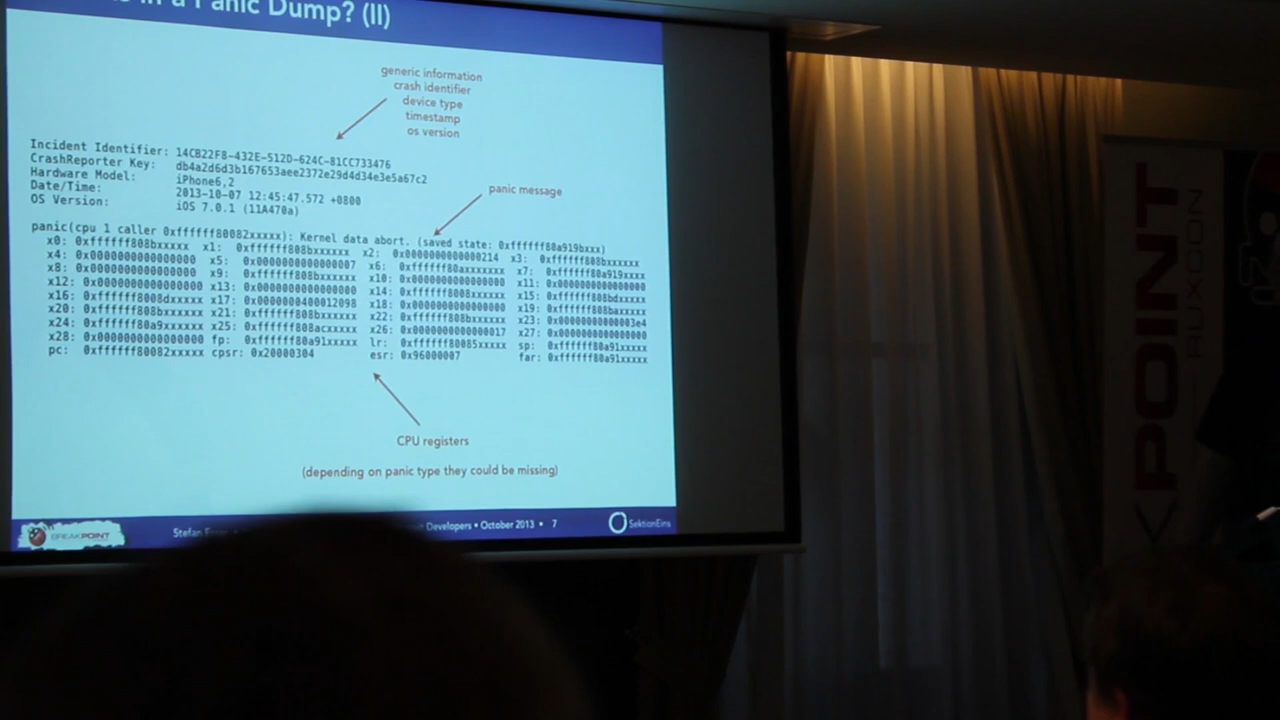 in a Panic Dump? (II)
generic information
crash identifier
device type
timestamp
os version
Incident Identifier: 14CB22F8-432E-512D-624C-81CC733476
CrashReporter Key: db4a2d6d3b167653aee2372e29d4d34e3e5a67c2
Hardware Model: iPhone6,2
Date/Time: 2013-10-07 12:45:47.572 +0800
OS Version: iOS 7.0.1 (11A470a)
panic message
panic(cpu 1 caller 0xffffff80082xxxxx): Kernel data abort. (saved state: 0xffffff80a919bxxx)
x0: 0xffffff808bxxxxx x1: 0xffffff808bxxxxxx x2: 0x0000000000000214 x3: 0xffffff808bxxxxxx
x4: 0x0000000000000000 x5: 0x0000000000000007 x6: 0xffffff80axxxxxxx x7: 0xffffff80a919xxxx
x8: 0x0000000000000000 x9: 0xffffff808bxxxxxx x10: 0x0000000000000000 x11: 0x0000000000000000
x12: 0x0000000000000000 x13: 0x0000000000000000 x14: 0xffffff8008xxxxxx x15: 0xffffff808bdxxxxx
x16: 0xffffff8008dxxxxx x17: 0x0000000400012098 x18: 0x0000000000000000 x19: 0xffffff808baxxxxx
x20: 0xffffff808bxxxxxx x21: 0xffffff808bxxxxxx x22: 0xffffff808bxxxxxx x23: 0x00000000000003e4
x24: 0xffffff80a9xxxxxx x25: 0xffffff808acxxxxx x26: 0x0000000000000017 x27: 0x0000000000000000
x28: 0x0000000000000000 fp: 0xffffff80a91xxxxx lr: 0xffffff80085xxxxx sp: 0xffffff80a91xxxxx
pc: 0xffffff80082xxxxx cpsr: 0x20000304 esr: 0x96000007 far: 0xffffff80a91xxxxx
CPU registers
(depending on panic type they could be missing)
BREAKPOINT
Stefan
Developers • October 2013 • 7
SektionEins
POINT
RUXCON